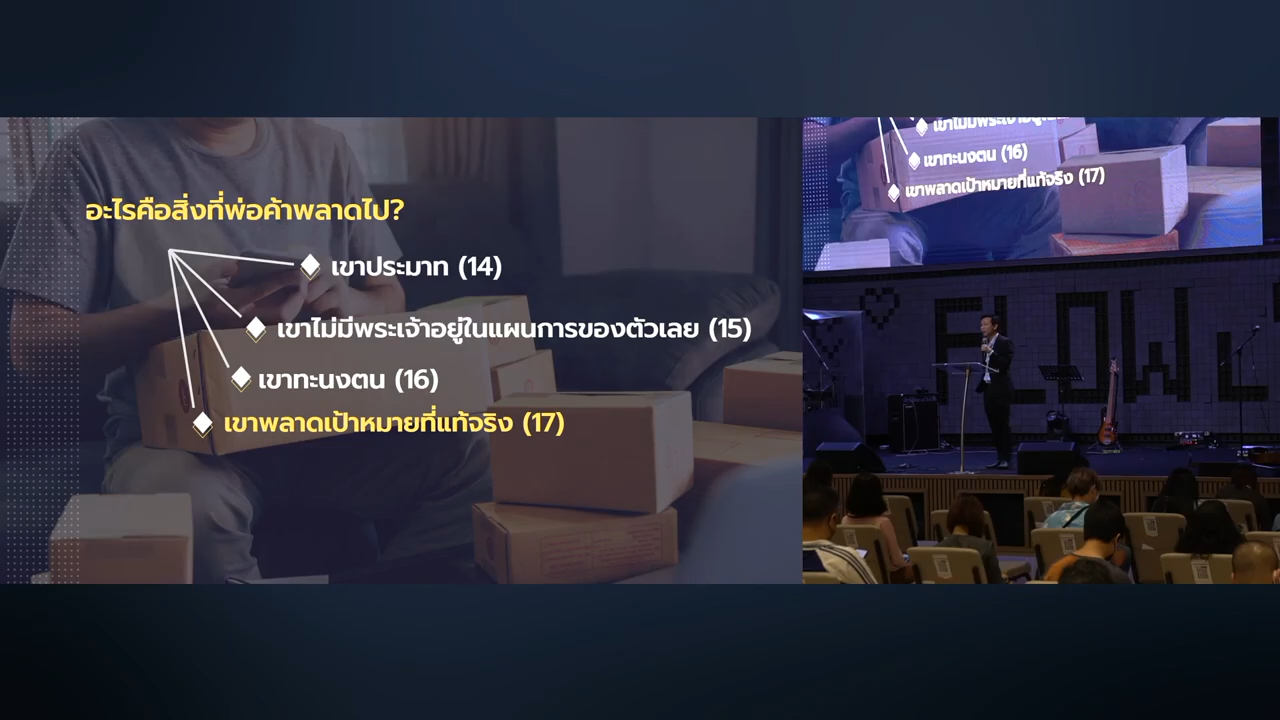 อะไรคือสิ่งที่พ่อค้าพลาดไป?
เขาประมาท (14)
เขาไม่มีพระเจ้าอยู่ในแผนการของตัวเลย (15)
เขาทะนงตน (16)
เขาพลาดเป้าหมายที่แท้จริง (17)
เขาทะนงตน (16)
เขาพลาดเป้าหมายที่แท้จริง (17)
FLOW